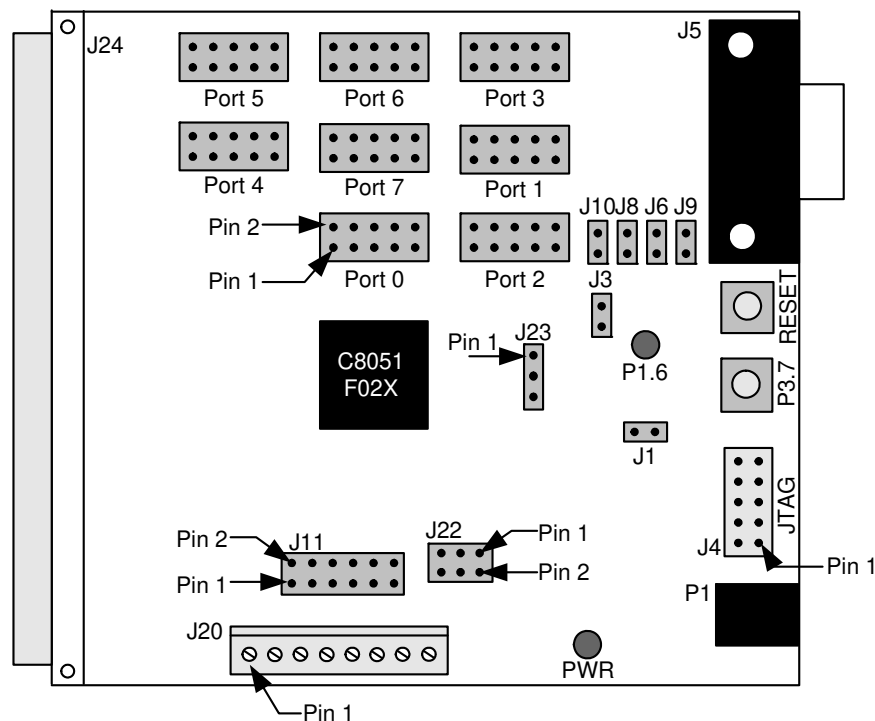 J24
J5
Port 5
Port 6
Port 3
Port 4
Port 7
Port 1
J10
J8
J6
J9
Pin 2
Pin 1
Port 0
Port 2
J3
RESET
Pin 1
J23
C8051
F02X
P1.6
P3.7
J1
JTAG
J4
Pin 1
Pin 2
J11
Pin 1
J22
Pin 1
Pin 2
P1
J20
PWR
Pin 1